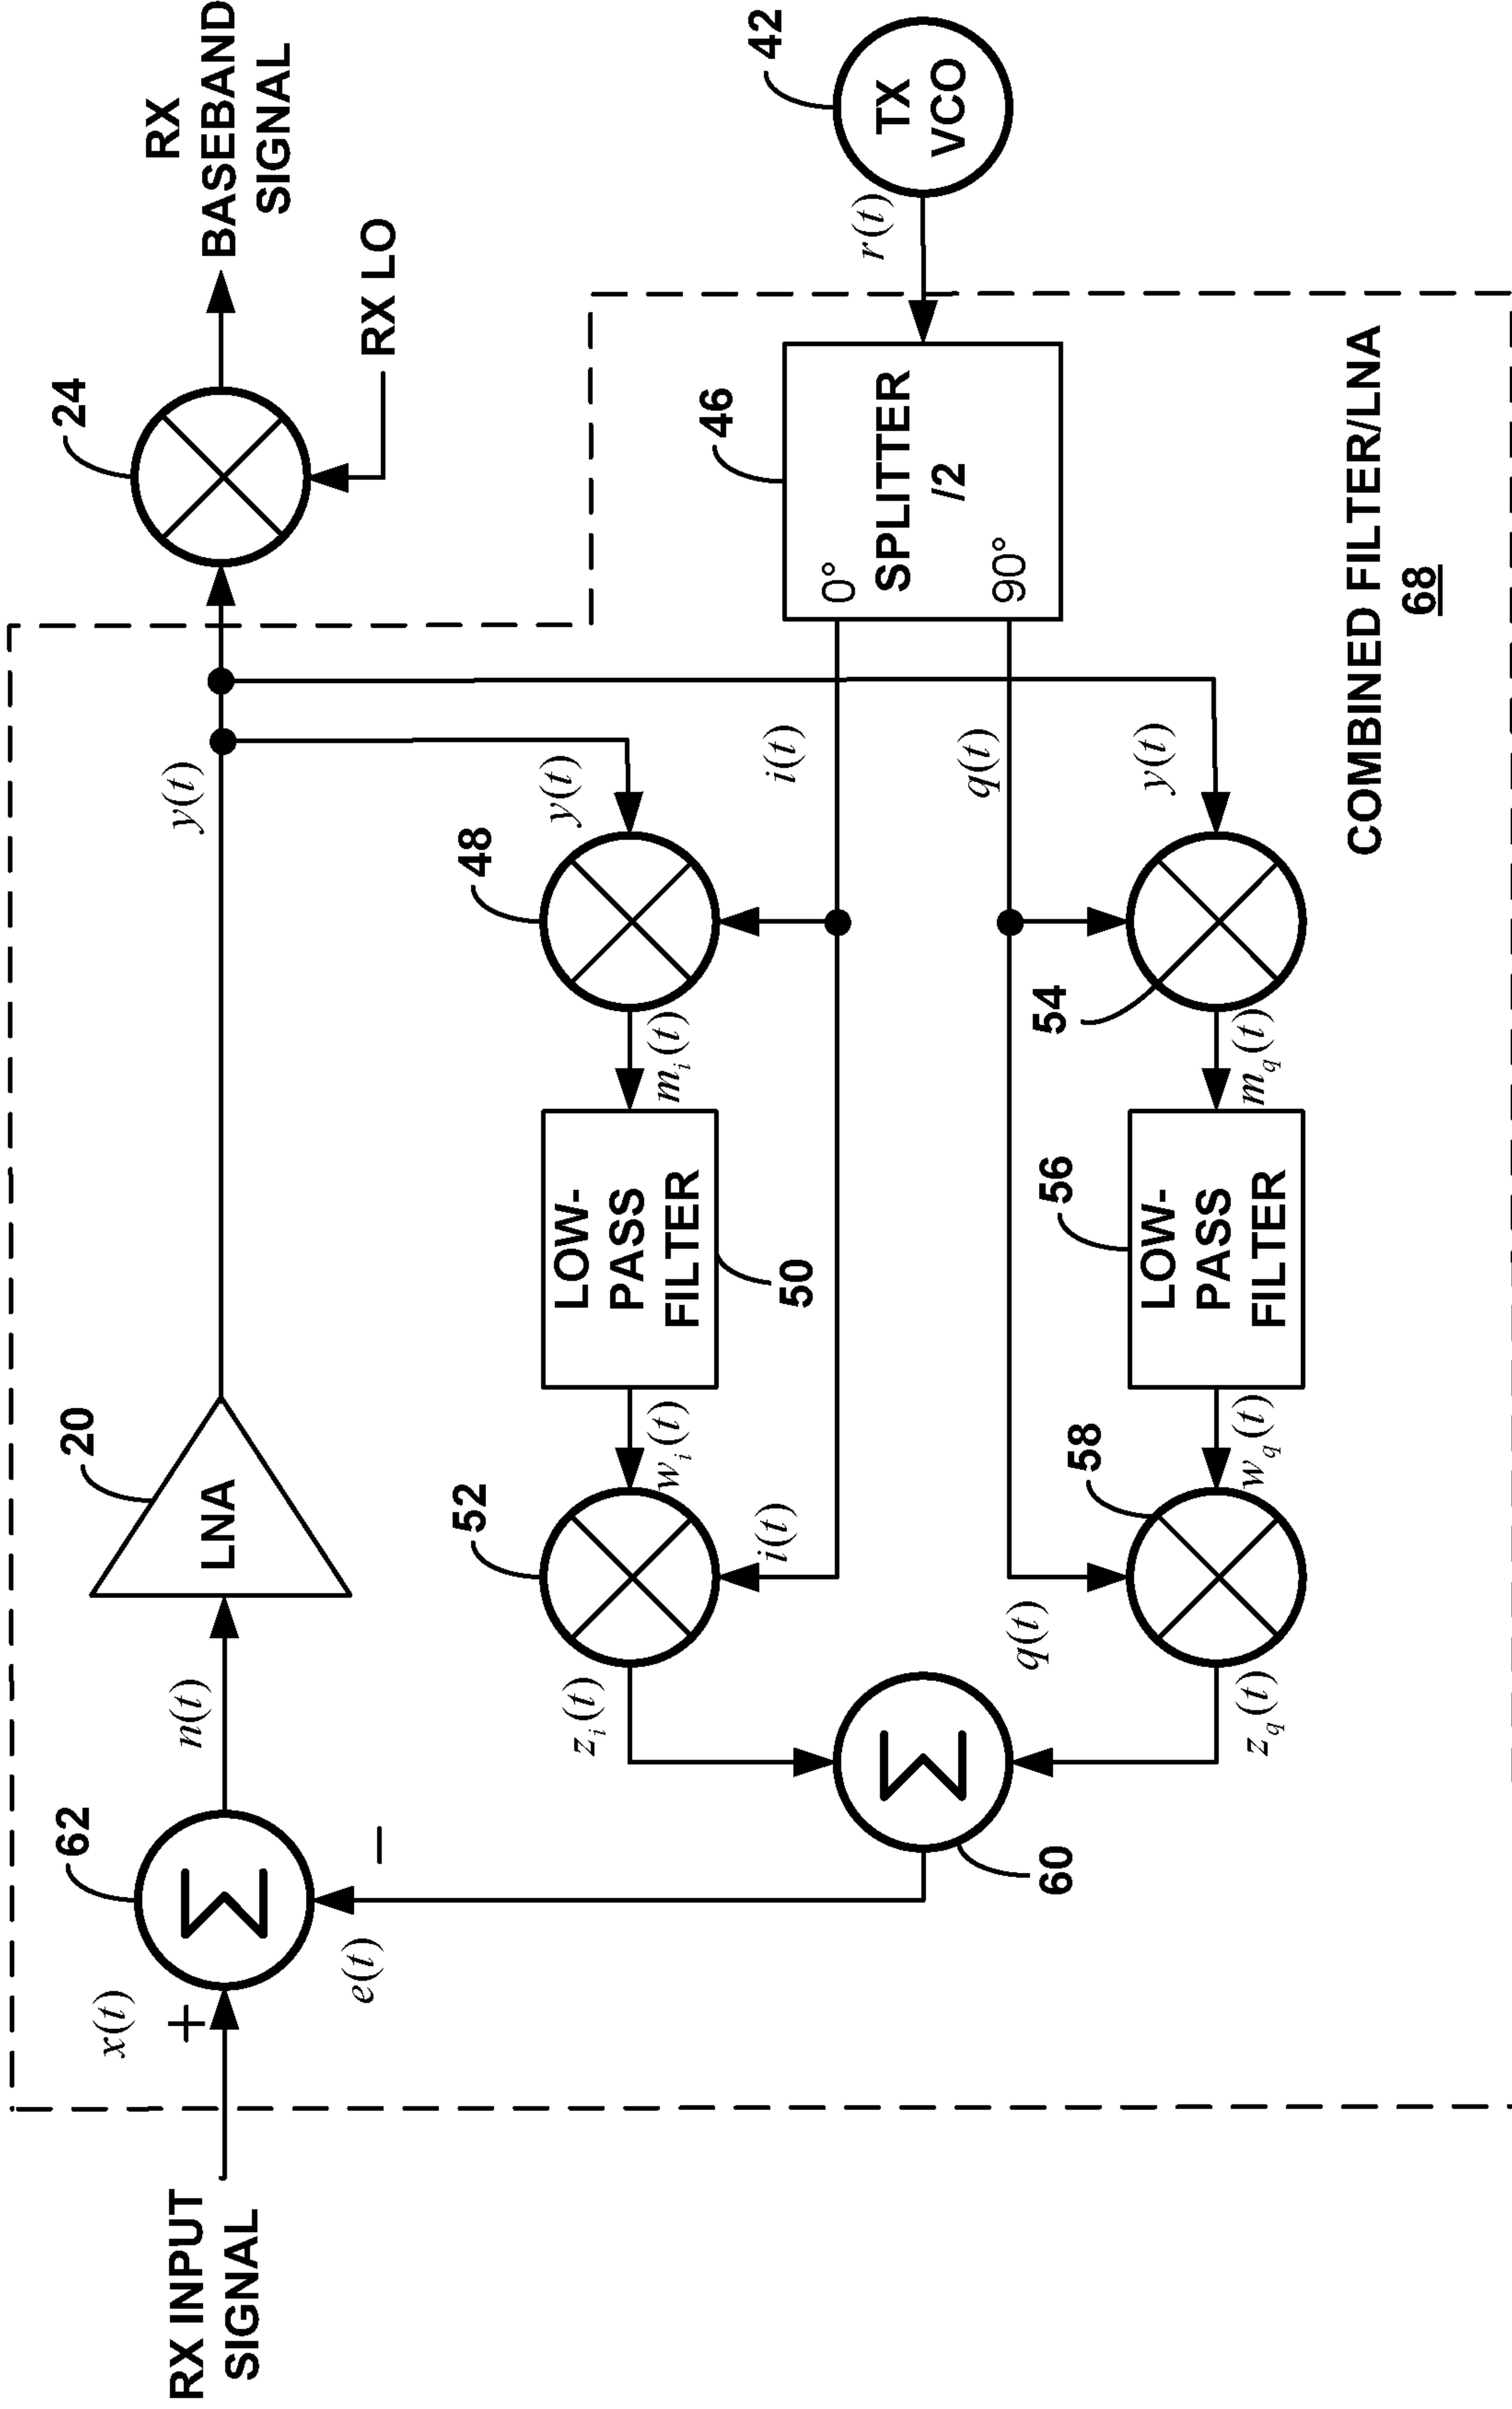 RX INPUT
SIGNAL
x(t)
+
62
n(t)
20
LNA
y(t)
24
RX
BASEBAND
SIGNAL
RX LO
e(t)
−
Σ
z_i(t)
52
w_i(t)
i(t)
LOW-
PASS
FILTER
50
m_i(t)
48
y(t)
i(t)
46
0°
SPLITTER
/2
90°
r(t)
42
TX
VCO
Σ
60
q(t)
z_q(t)
58
w_q(t)
56
LOW-
PASS
FILTER
54
m_q(t)
q(t)
y(t)
COMBINED FILTER/LNA
68